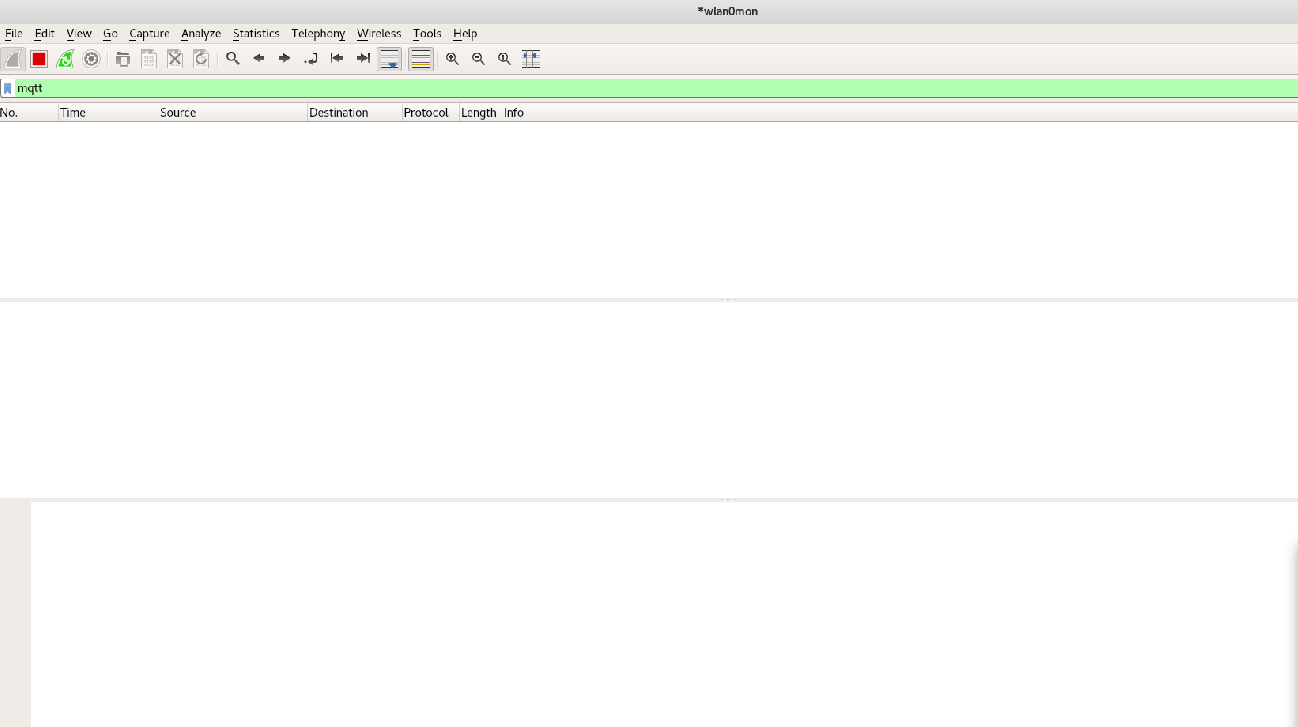 *wlan0mon
File Edit View Go Capture Analyze Statistics Telephony Wireless Tools Help
mqtt
No. Time Source Destination Protocol Length Info